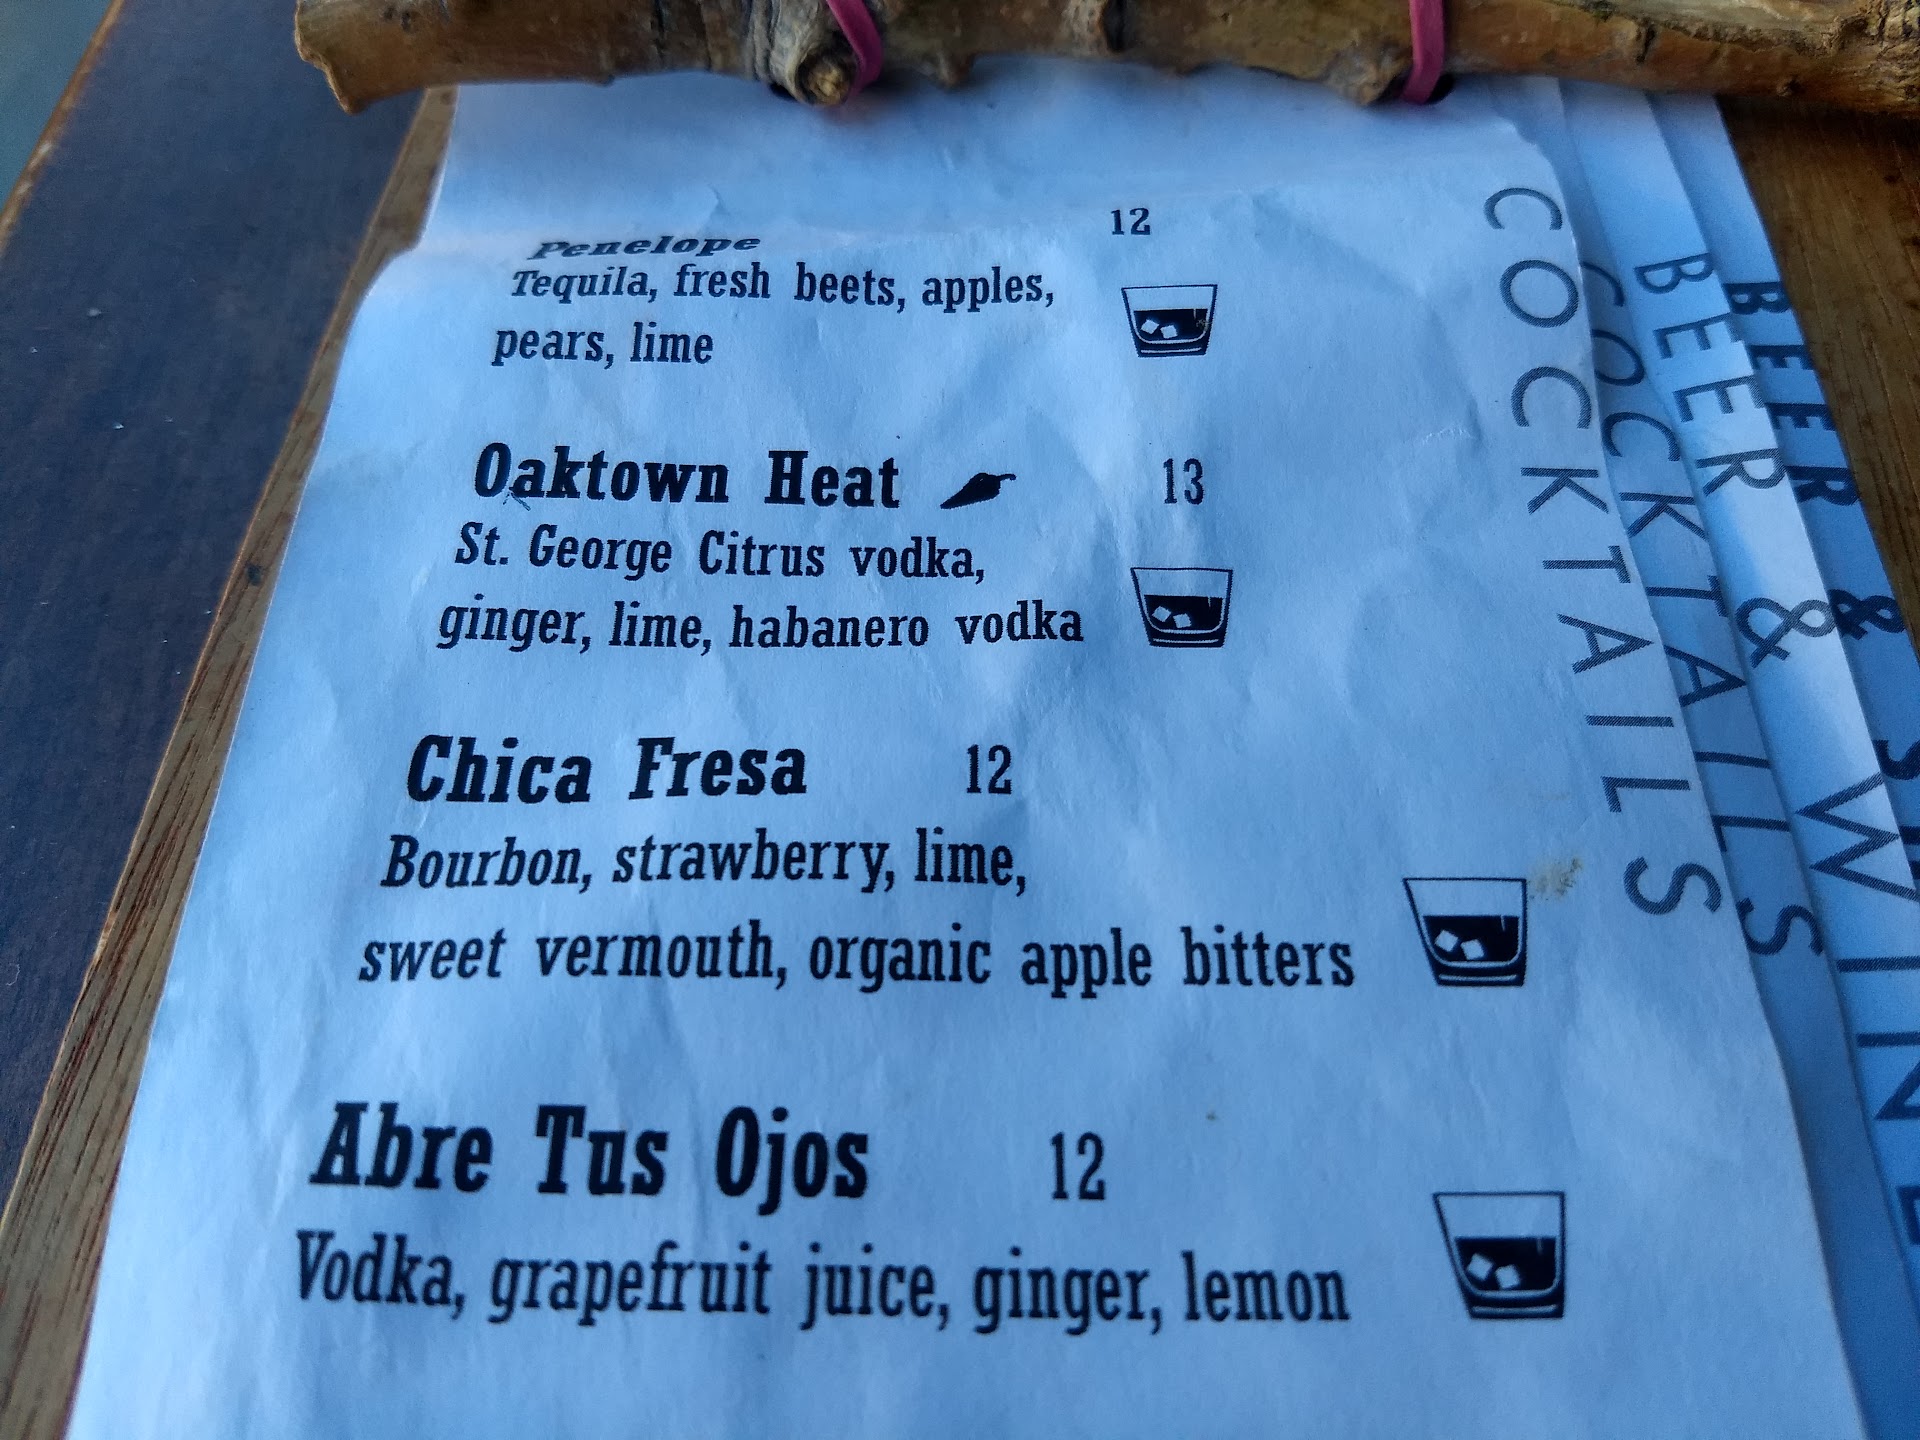 Penelope 12
Tequila, fresh beets, apples,
pears, lime
Oaktown Heat 13
St. George Citrus vodka,
ginger, lime, habanero vodka
Chica Fresa 12
Bourbon, strawberry, lime,
sweet vermouth, organic apple bitters
Abre Tus Ojos 12
Vodka, grapefruit juice, ginger, lemon
COCKTAILS
COCKTAILS
BEER & WINE
BEER &